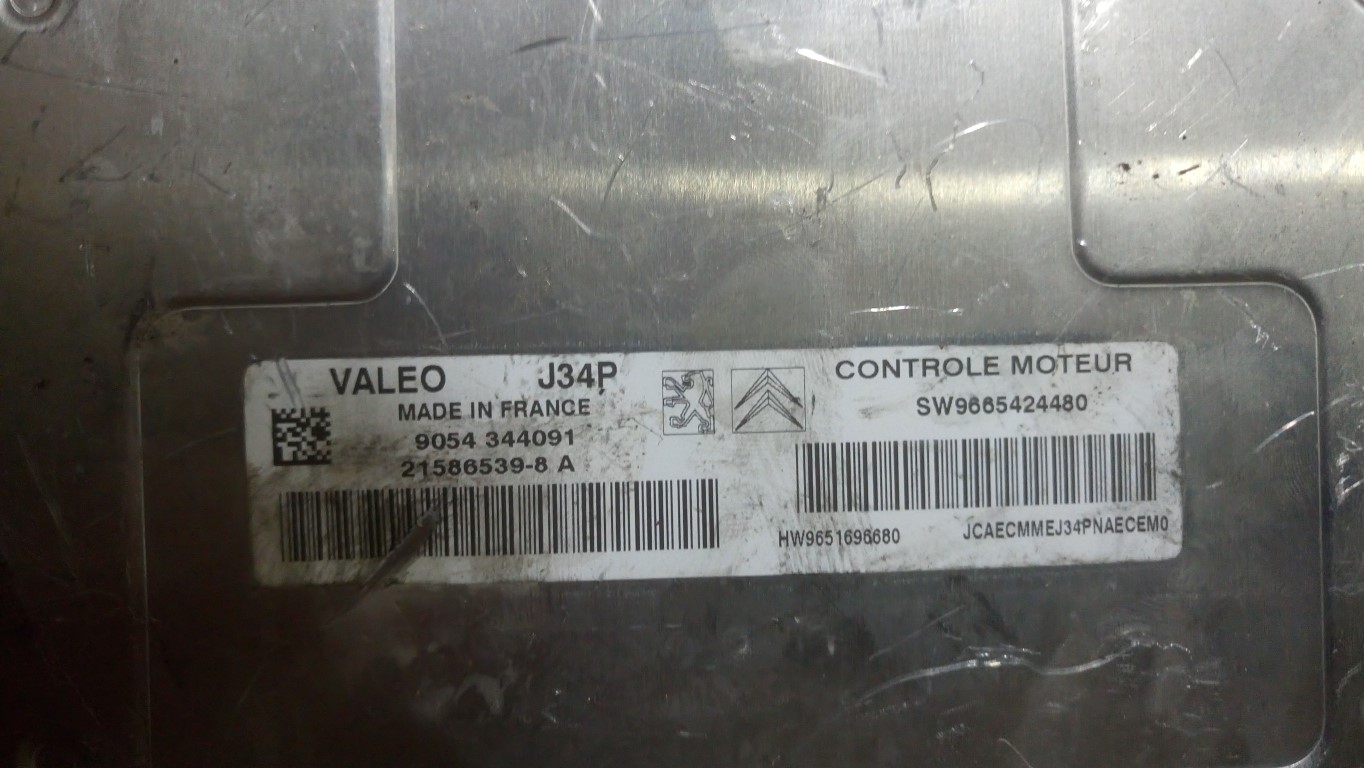 VALEO J34P
MADE IN FRANCE
9054 344091
21586539-8 A
CONTROLE MOTEUR
SW9665424480
HW9651696680 JCAECMMEJ34PNAECEM0